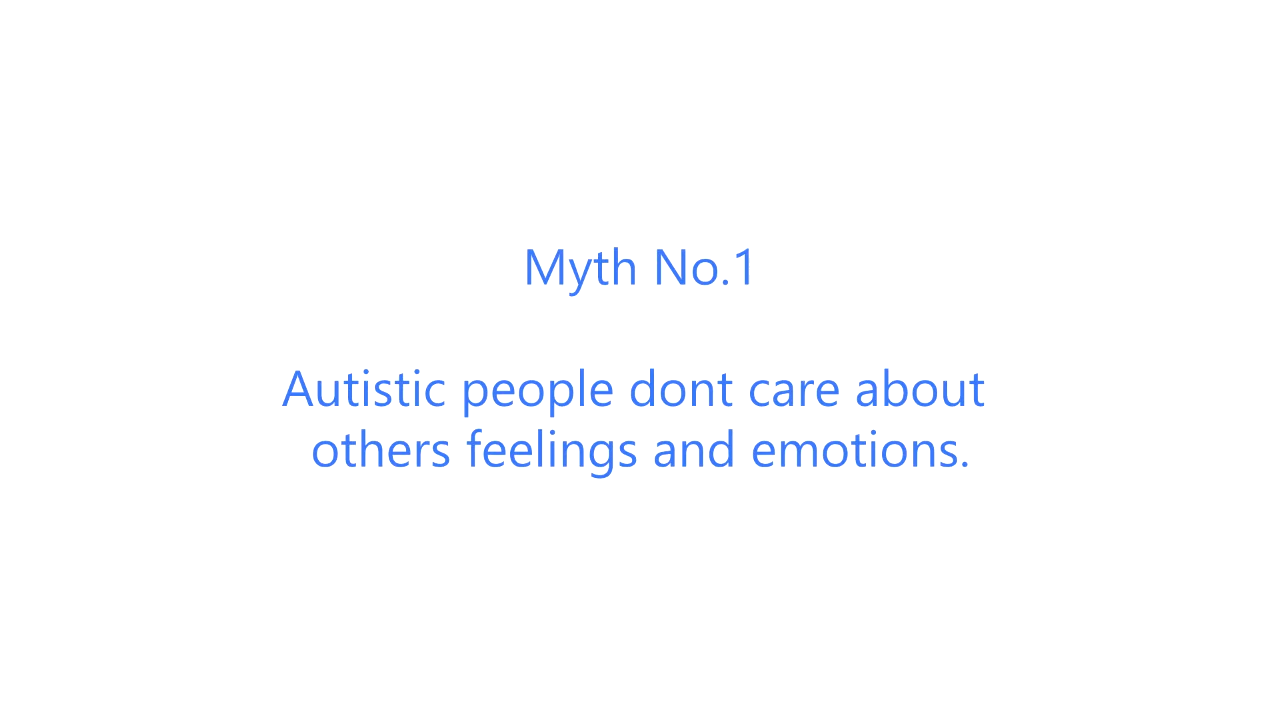 Myth No.1
Autistic people dont care about
others feelings and emotions.